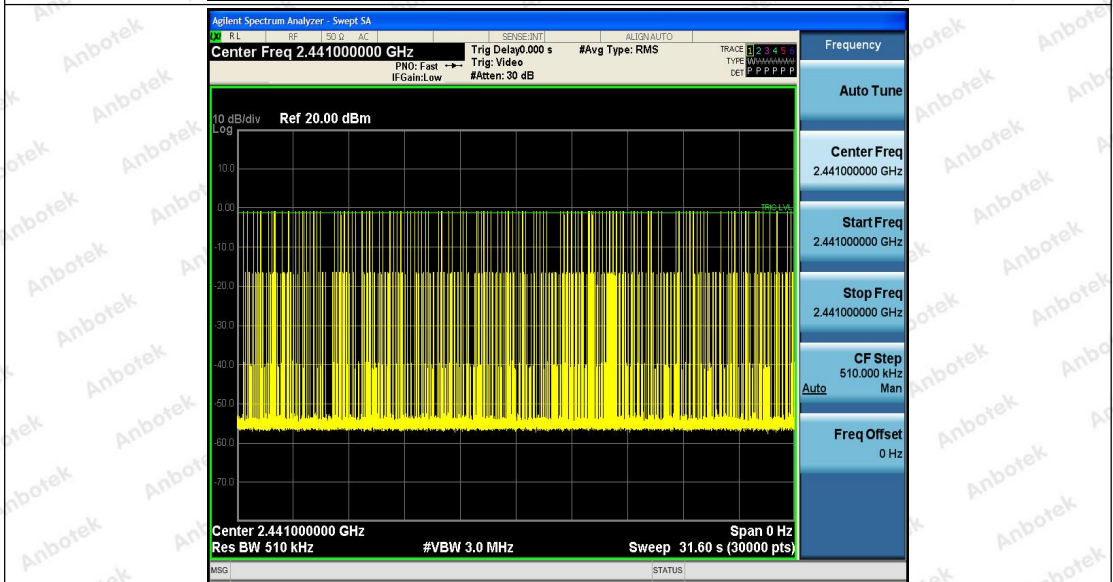 Agilent Spectrum Analyzer - Swept SA
LXI RL RF 50 Ω AC SENSE:INT ALIGN AUTO
Center Freq 2.441000000 GHz
PNO: Fast
IFGain:Low
Trig Delay0.000 s
Trig: Video
#Atten: 30 dB
#Avg Type: RMS
TRACE 1 2 3 4 5 6
TYPE WWWWWW
DET P P P P P P
Frequency
10 dB/div Ref 20.00 dBm
Log
10.0
0.00
TRIG LVL
-10.0
-20.0
-30.0
-40.0
-50.0
-60.0
-70.0
Center 2.441000000 GHz
Span 0 Hz
Res BW 510 kHz
#VBW 3.0 MHz
Sweep 31.60 s (30000 pts)
MSG
STATUS
Auto Tune
Center Freq
2.441000000 GHz
Start Freq
2.441000000 GHz
Stop Freq
2.441000000 GHz
CF Step
510.000 kHz
Auto Man
Freq Offset
0 Hz
Anbotek